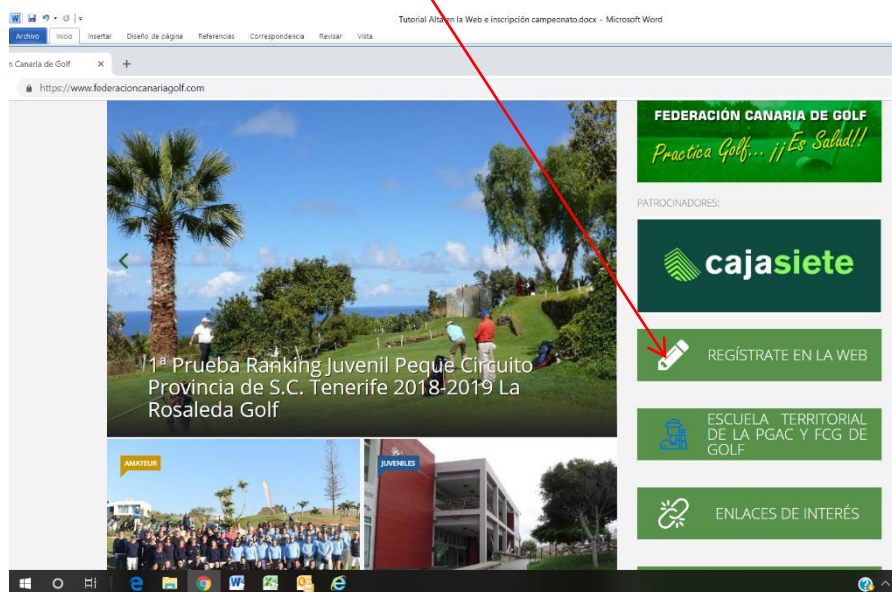 Tutorial Alta en la Web e inscripción campeonato.docx - Microsoft Word
Archivo Inicio Insertar Diseño de página Referencias Correspondencia Revisar Vista
n Canaria de Golf × +
https://www.federacioncanariagolf.com
FEDERACIÓN CANARIA DE GOLF
Practica Golf... ¡¡Es Salud!!
PATROCINADORES:
cajasiete
1ª Prueba Ranking Juvenil Peque Circuito
Provincia de S.C. Tenerife 2018-2019 La
Rosaleda Golf
REGÍSTRATE EN LA WEB
ESCUELA TERRITORIAL
DE LA PGAC Y FCG DE
GOLF
AMATEUR
JUVENILES
ENLACES DE INTERÉS